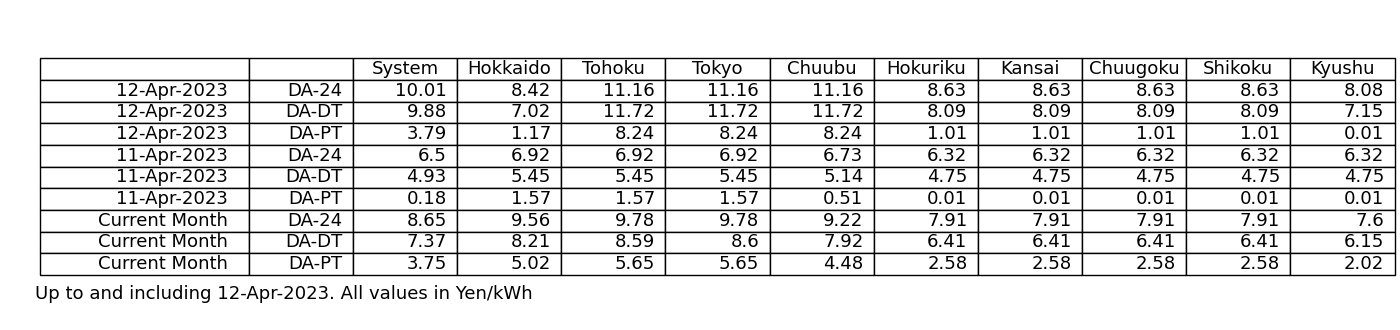 System Hokkaido Tohoku Tokyo Chuubu Hokuriku Kansai Chuugoku Shikoku Kyushu
12-Apr-2023 DA-24 10.01 8.42 11.16 11.16 11.16 8.63 8.63 8.63 8.63 8.08
12-Apr-2023 DA-DT 9.88 7.02 11.72 11.72 11.72 8.09 8.09 8.09 8.09 7.15
12-Apr-2023 DA-PT 3.79 1.17 8.24 8.24 8.24 1.01 1.01 1.01 1.01 0.01
11-Apr-2023 DA-24 6.5 6.92 6.92 6.92 6.73 6.32 6.32 6.32 6.32 6.32
11-Apr-2023 DA-DT 4.93 5.45 5.45 5.45 5.14 4.75 4.75 4.75 4.75 4.75
11-Apr-2023 DA-PT 0.18 1.57 1.57 1.57 0.51 0.01 0.01 0.01 0.01 0.01
Current Month DA-24 8.65 9.56 9.78 9.78 9.22 7.91 7.91 7.91 7.91 7.6
Current Month DA-DT 7.37 8.21 8.59 8.6 7.92 6.41 6.41 6.41 6.41 6.15
Current Month DA-PT 3.75 5.02 5.65 5.65 4.48 2.58 2.58 2.58 2.58 2.02
Up to and including 12-Apr-2023. All values in Yen/kWh